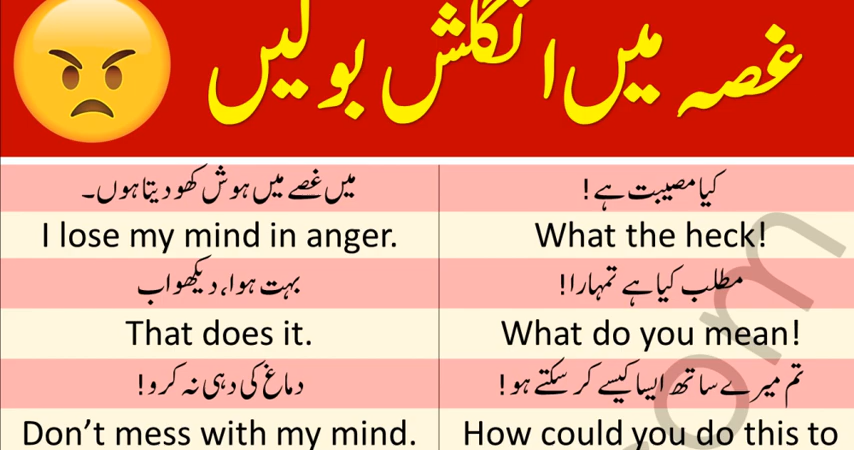 غصہ میں انگلش بولیں
میں غصے میں ہوش کھو دیتا ہوں۔
کیا مصیبت ہے!
I lose my mind in anger.
What the heck!
بہت ہوا، دیکھو اب
مطلب کیا ہے تمہارا!
That does it.
What do you mean!
دماغ کی دہی نہ کرو!
تم میرے ساتھ ایسا کیسے کر سکتے ہو!
Don’t mess with my mind.
How could you do this to
com